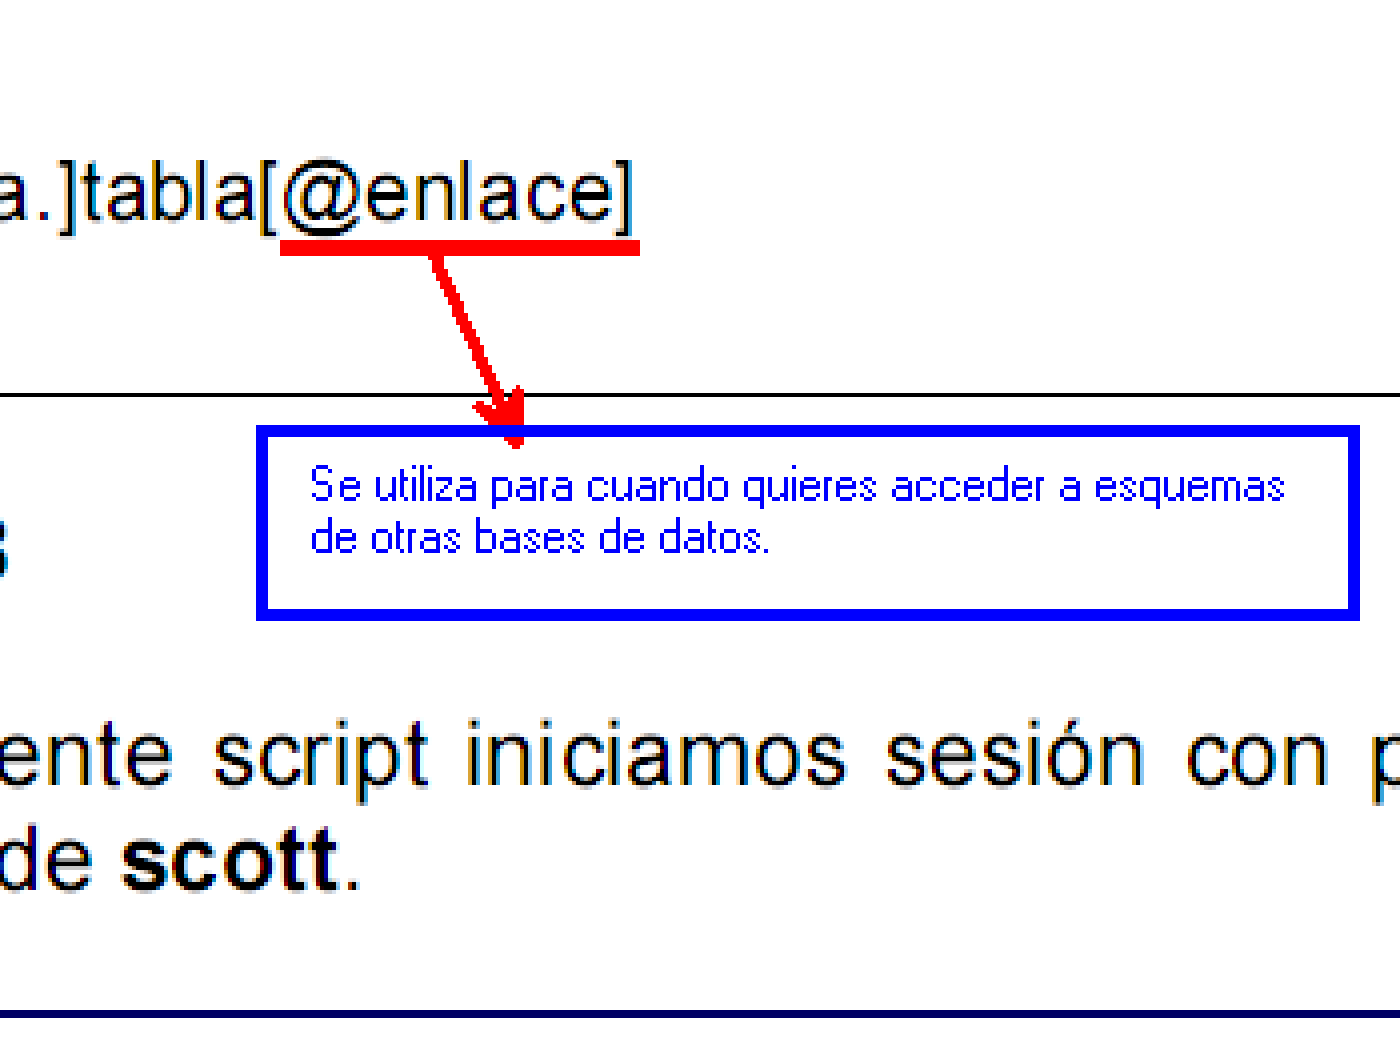 a.]tabla[@enlace]
Se utiliza para cuando quieres acceder a esquemas
de otras bases de datos.
s
ente script iniciamos sesión con p
de scott.